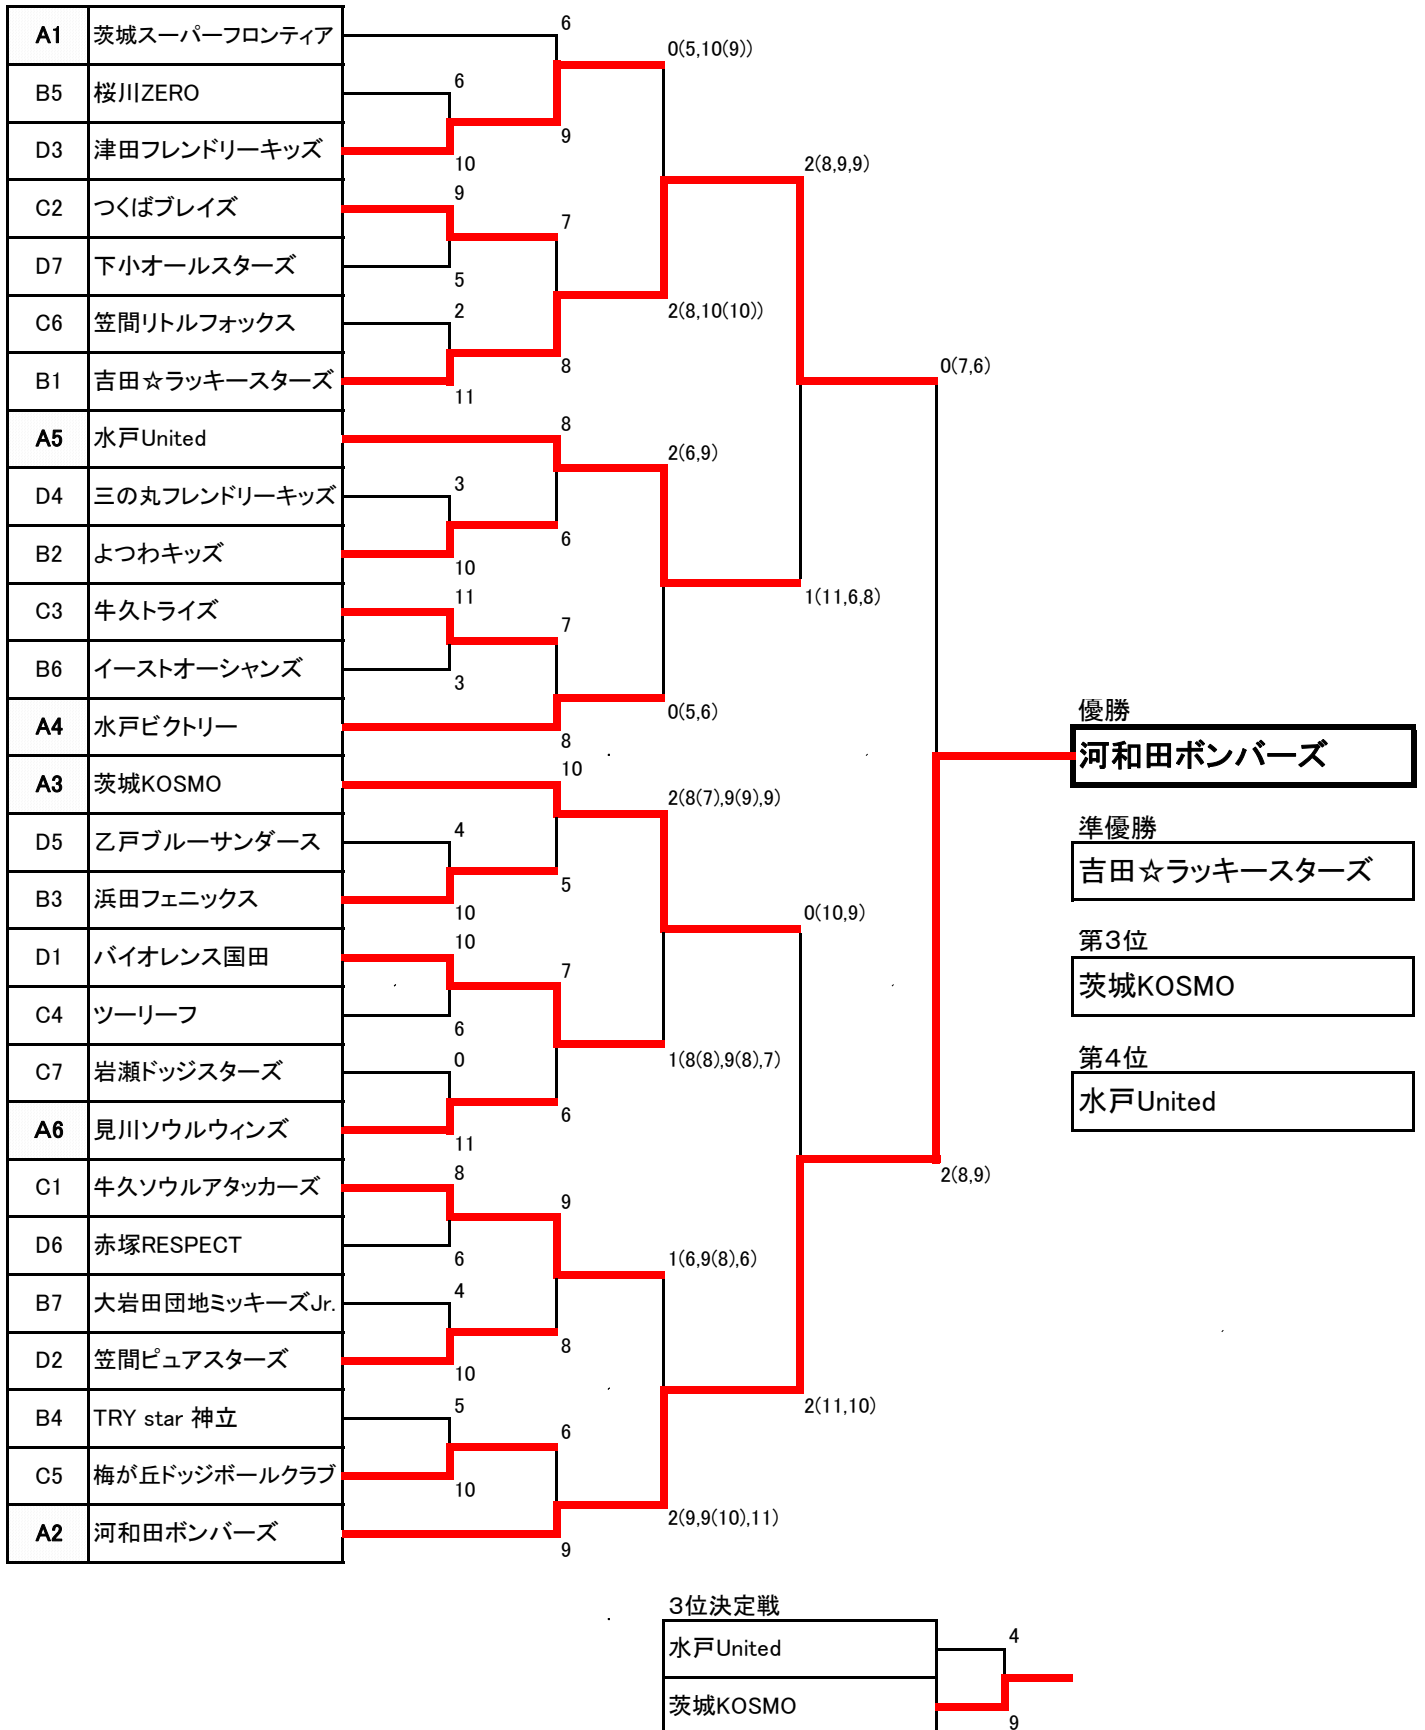 A1 茨城スーパーフロンティア
B5 桜川ZERO
D3 津田フレンドリーキッズ
C2 つくばブレイズ
D7 下小オールスターズ
C6 笠間リトルフォックス
B1 吉田☆ラッキースターズ
A5 水戸United
D4 三の丸フレンドリーキッズ
B2 よつわキッズ
C3 牛久トライズ
B6 イーストオーシャンズ
A4 水戸ビクトリー
A3 茨城KOSMO
D5 乙戸ブルーサンダース
B3 浜田フェニックス
D1 バイオレンス国田
C4 ツーリーフ
C7 岩瀬ドッジスターズ
A6 見川ソウルウィンズ
C1 牛久ソウルアタッカーズ
D6 赤塚RESPECT
B7 大岩田団地ミッキーズJr.
D2 笠間ピュアスターズ
B4 TRY star 神立
C5 梅が丘ドッジボールクラブ
A2 河和田ボンバーズ
6
10
9
5
2
11
3
10
11
3
4
10
10
6
0
11
8
6
4
10
5
10
6
9
7
8
8
6
7
8
10
5
7
6
9
8
6
9
0(5,10(9))
2(8,10(10))
2(6,9)
0(5,6)
2(8(7),9(9),9)
1(8(8),9(8),7)
1(6,9(8),6)
2(9,9(10),11)
2(8,9,9)
1(11,6,8)
0(10,9)
2(11,10)
0(7,6)
2(8,9)
優勝
河和田ボンバーズ
準優勝
吉田☆ラッキースターズ
第3位
茨城KOSMO
第4位
水戸United
3位決定戦
水戸United
茨城KOSMO
4
9